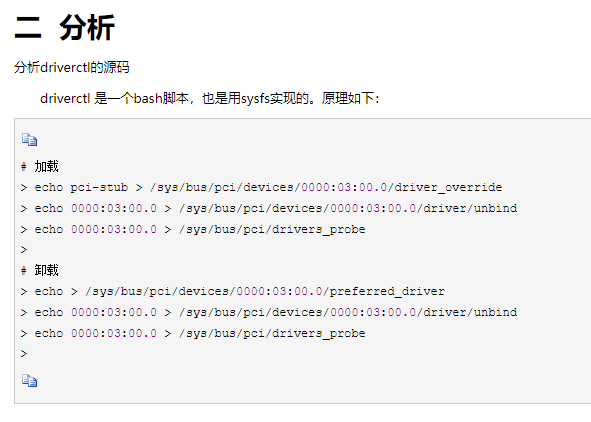 二  分析
分析driverctl的源码
driverctl 是一个bash脚本，也是用sysfs实现的。原理如下：
# 加载
> echo pci-stub > /sys/bus/pci/devices/0000:03:00.0/driver_override
> echo 0000:03:00.0 > /sys/bus/pci/devices/0000:03:00.0/driver/unbind
> echo 0000:03:00.0 > /sys/bus/pci/drivers_probe
>
# 卸载
> echo > /sys/bus/pci/devices/0000:03:00.0/preferred_driver
> echo 0000:03:00.0 > /sys/bus/pci/devices/0000:03:00.0/driver/unbind
> echo 0000:03:00.0 > /sys/bus/pci/drivers_probe
>